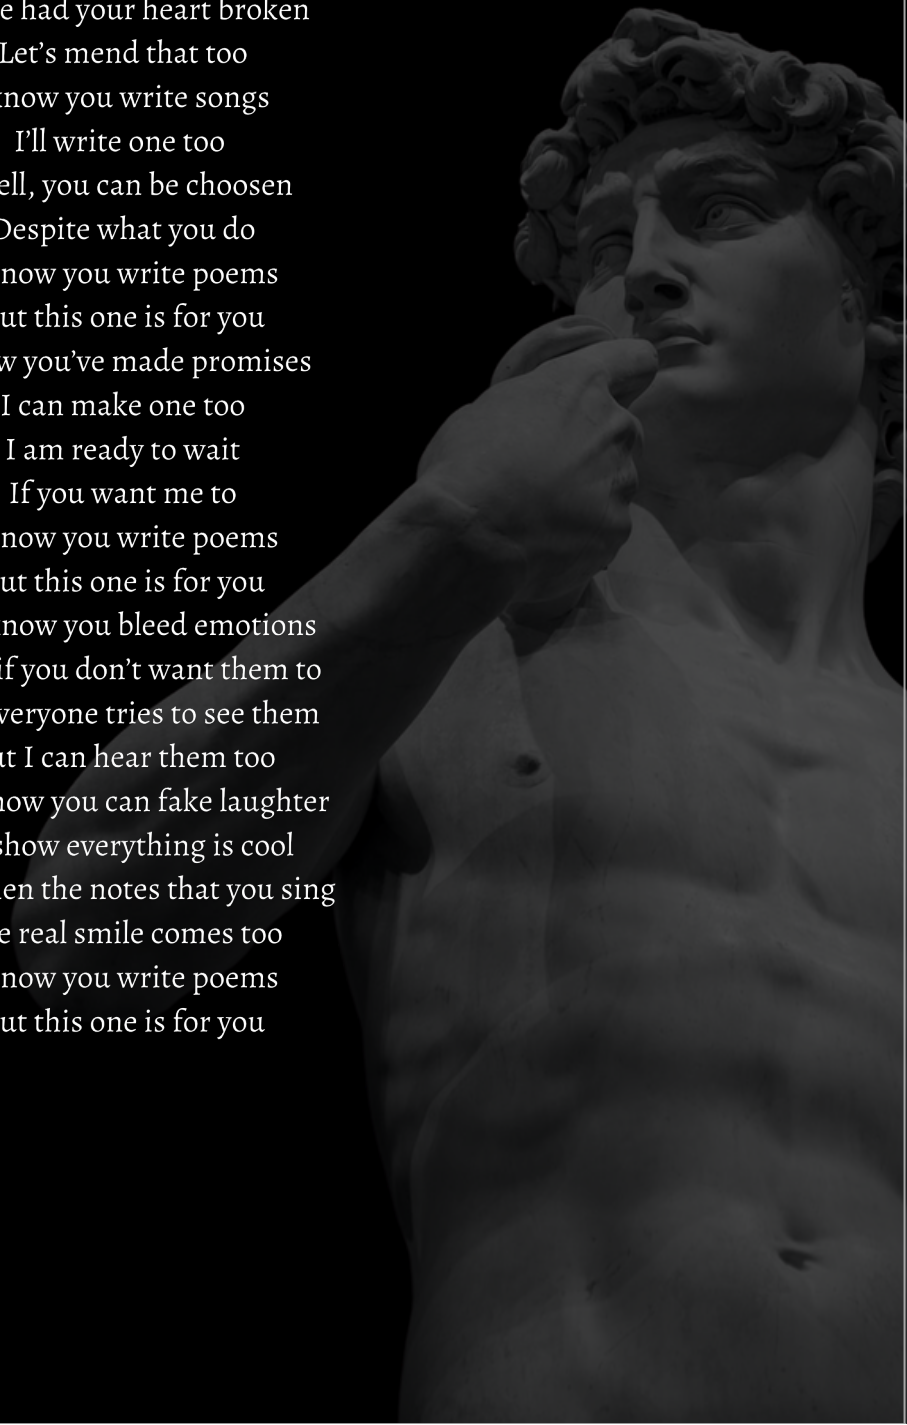 e had your heart broken
Let’s mend that too
know you write songs
I’ll write one too
ell, you can be choosen
Despite what you do
now you write poems
ut this one is for you
w you’ve made promises
I can make one too
I am ready to wait
If you want me to
now you write poems
ut this one is for you
now you bleed emotions
if you don’t want them to
veryone tries to see them
ut I can hear them too
now you can fake laughter
show everything is cool
en the notes that you sing
e real smile comes too
now you write poems
ut this one is for you